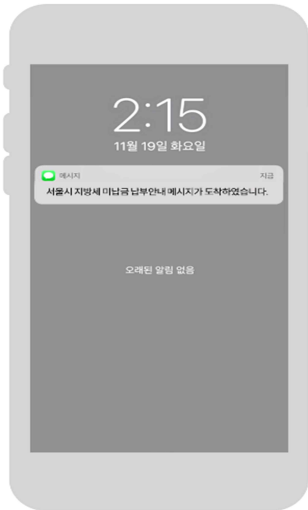 2:15
11월 19일 화요일
메시지 지금
서울시 지방세 미납금 납부안내 메시지가 도착하였습니다.
오래된 알림 없음